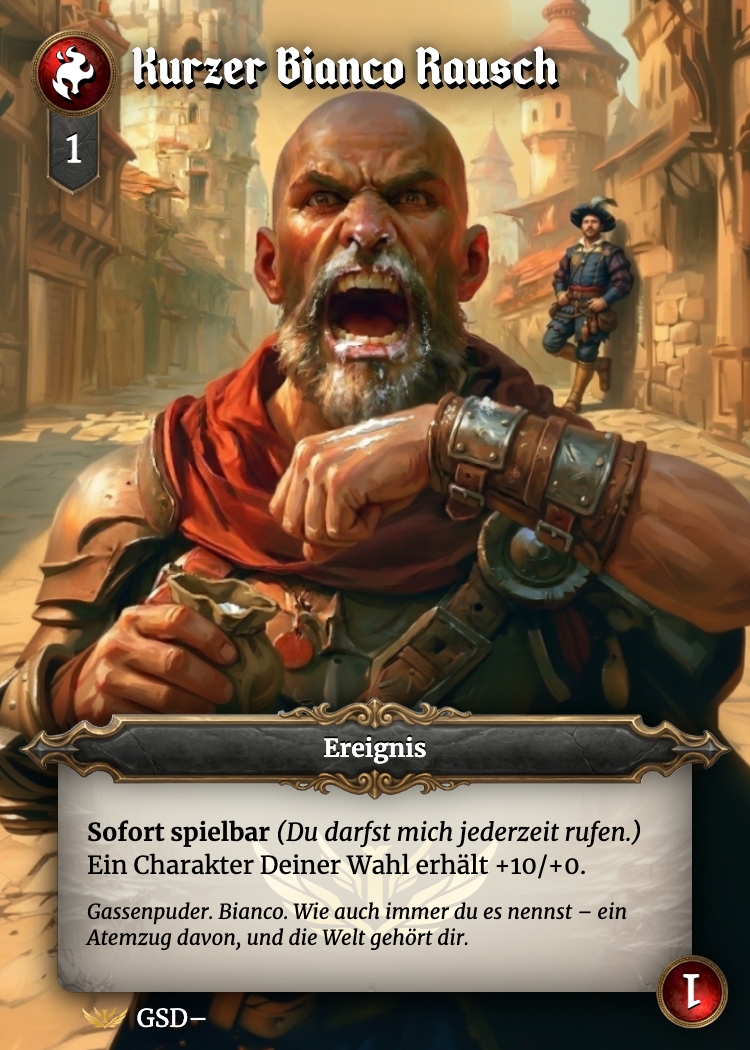 Kurzer Bianco Rausch
1
Ereignis
Sofort spielbar (Du darfst mich jederzeit rufen.)
Ein Charakter Deiner Wahl erhält +10/+0.
Gassenpuder. Bianco. Wie auch immer du es nennst – ein
Atemzug davon, und die Welt gehört dir.
1
GSD–